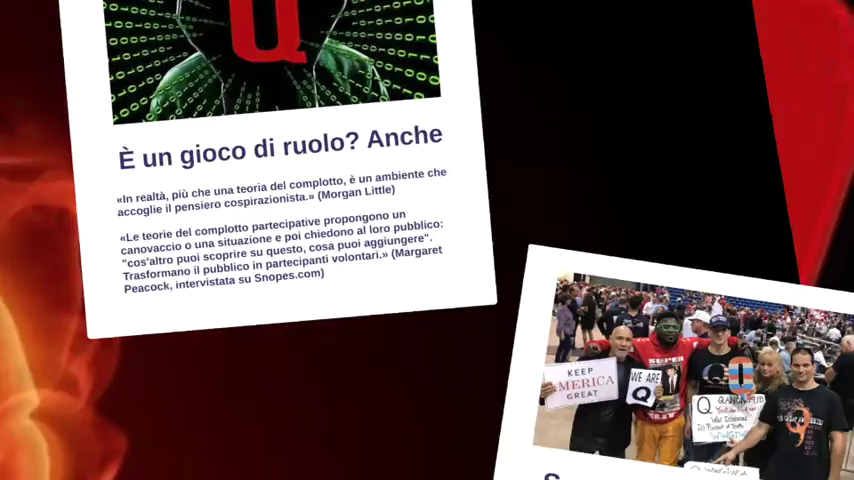 Q
È un gioco di ruolo? Anche
«In realtà, più che una teoria del complotto, è un ambiente che
accoglie il pensiero cospirazionista.» (Morgan Little)
«Le teorie del complotto partecipative propongono un
canovaccio o una situazione e poi chiedono al loro pubblico:
"cos'altro puoi scoprire su questo, cosa puoi aggiungere".
Trasformano il pubblico in partecipanti volontari.» (Margaret
Peacock, intervistata su Snopes.com)
KEEP
MERICA
GREAT
WE ARE
Q
SUPER
Q
Q
Q